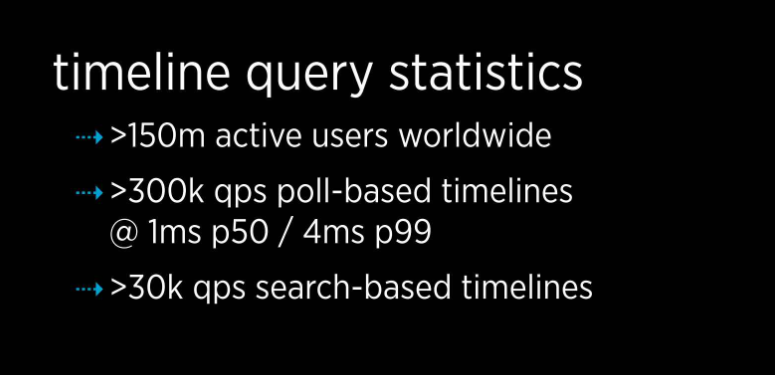 timeline query statistics
>150m active users worldwide
>300k qps poll-based timelines
@ 1ms p50 / 4ms p99
>30k qps search-based timelines